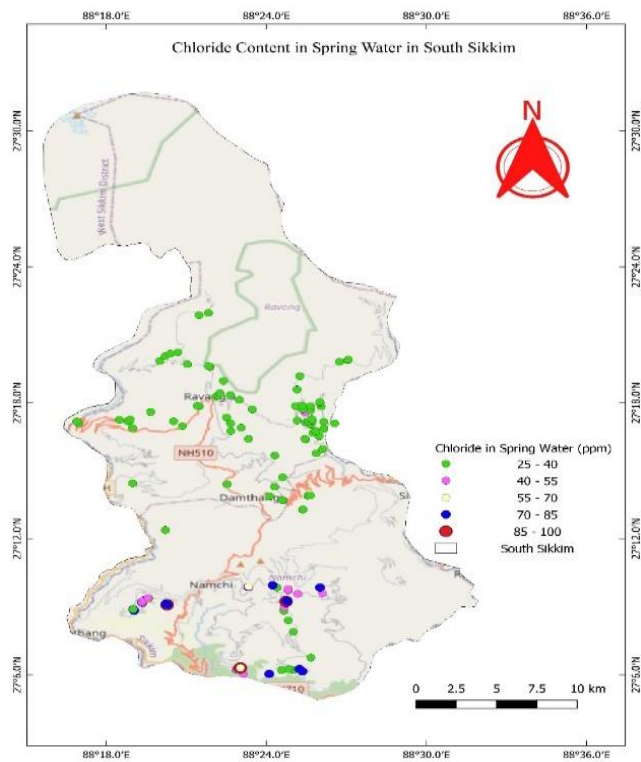 88°18.0'E 88°24.0'E 88°30.0'E 88°36.0'E
Chloride Content in Spring Water in South Sikkim
N
27°30.0'N 27°30.0'N
West Sikkim District
27°24.0'N 27°24.0'N
Ravong
27°18.0'N 27°18.0'N
NH510
Chloride in Spring Water (ppm)
25 - 40
40 - 55
55 - 70
70 - 85
85 - 100
South Sikkim
Damthang
27°12.0'N 27°12.0'N
Namchi
Namchi
Sikkim
27°6.0'N 27°6.0'N
0 2.5 5 7.5 10 km
88°18.0'E 88°24.0'E 88°30.0'E 88°36.0'E